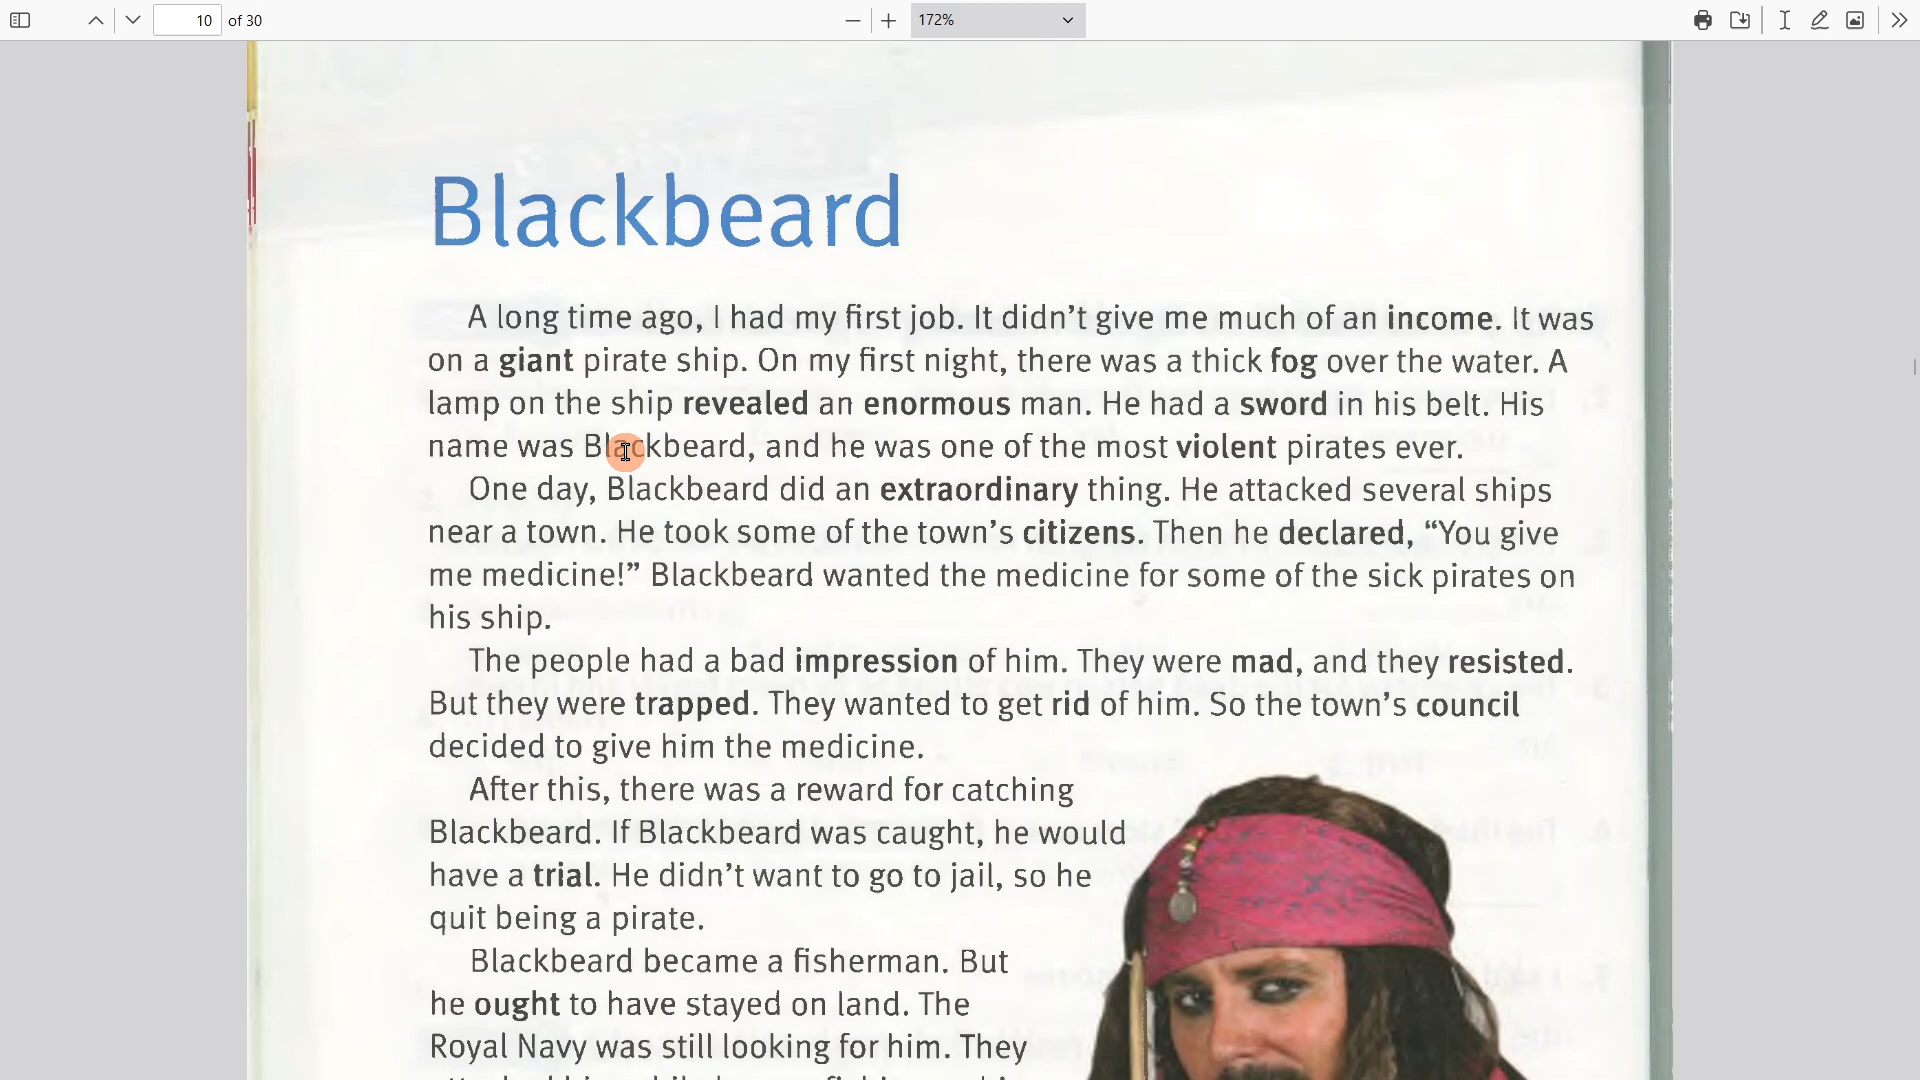 10 of 30
172%
Blackbeard
A long time ago, I had my first job. It didn’t give me much of an income. It was
on a giant pirate ship. On my first night, there was a thick fog over the water. A
lamp on the ship revealed an enormous man. He had a sword in his belt. His
name was Blackbeard, and he was one of the most violent pirates ever.
One day, Blackbeard did an extraordinary thing. He attacked several ships
near a town. He took some of the town’s citizens. Then he declared, “You give
me medicine!” Blackbeard wanted the medicine for some of the sick pirates on
his ship.
The people had a bad impression of him. They were mad, and they resisted.
But they were trapped. They wanted to get rid of him. So the town’s council
decided to give him the medicine.
After this, there was a reward for catching
Blackbeard. If Blackbeard was caught, he would
have a trial. He didn’t want to go to jail, so he
quit being a pirate.
Blackbeard became a fisherman. But
he ought to have stayed on land. The
Royal Navy was still looking for him. They